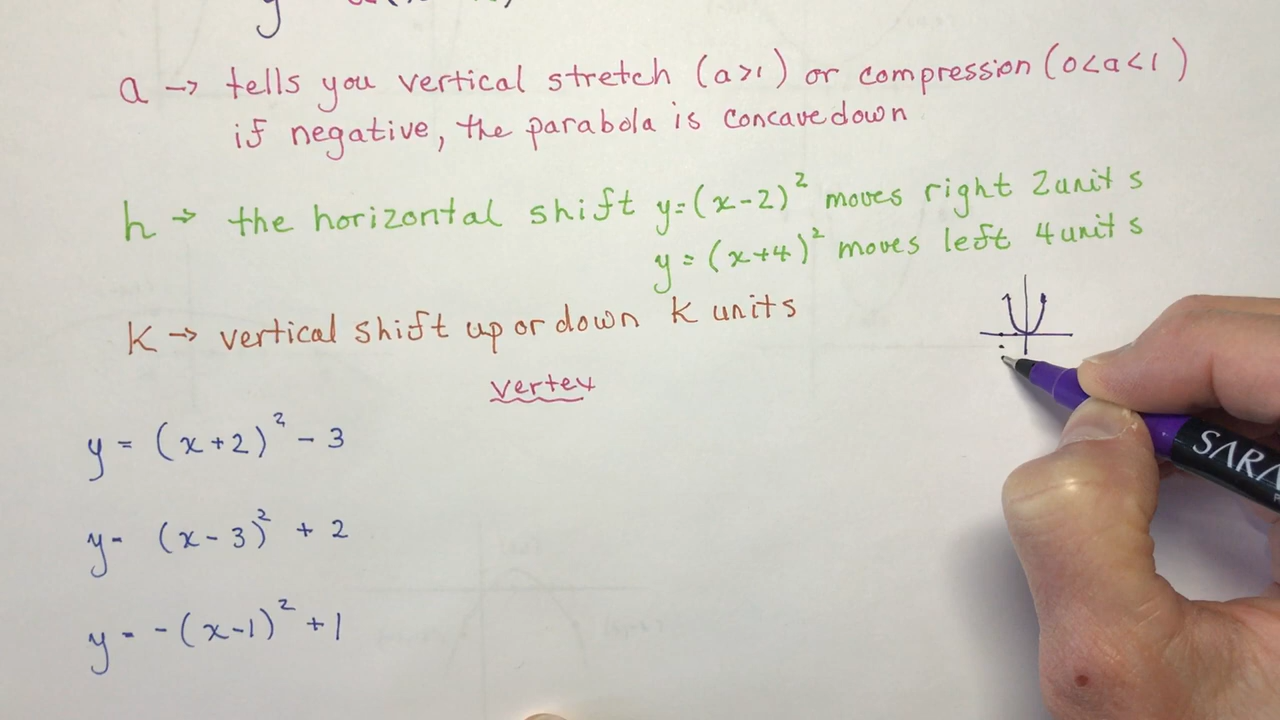 y
a → tells you vertical stretch (a>1) or compression (0<a<1)
if negative, the parabola is concave down
h → the horizontal shift y=(x-2)² moves right 2 units
y = (x+4)² moves left 4 units
K → vertical shift up or down K units
vertex
y = (x+2)² - 3
y = (x-3)² + 2
y = -(x-1)² + 1
SARA